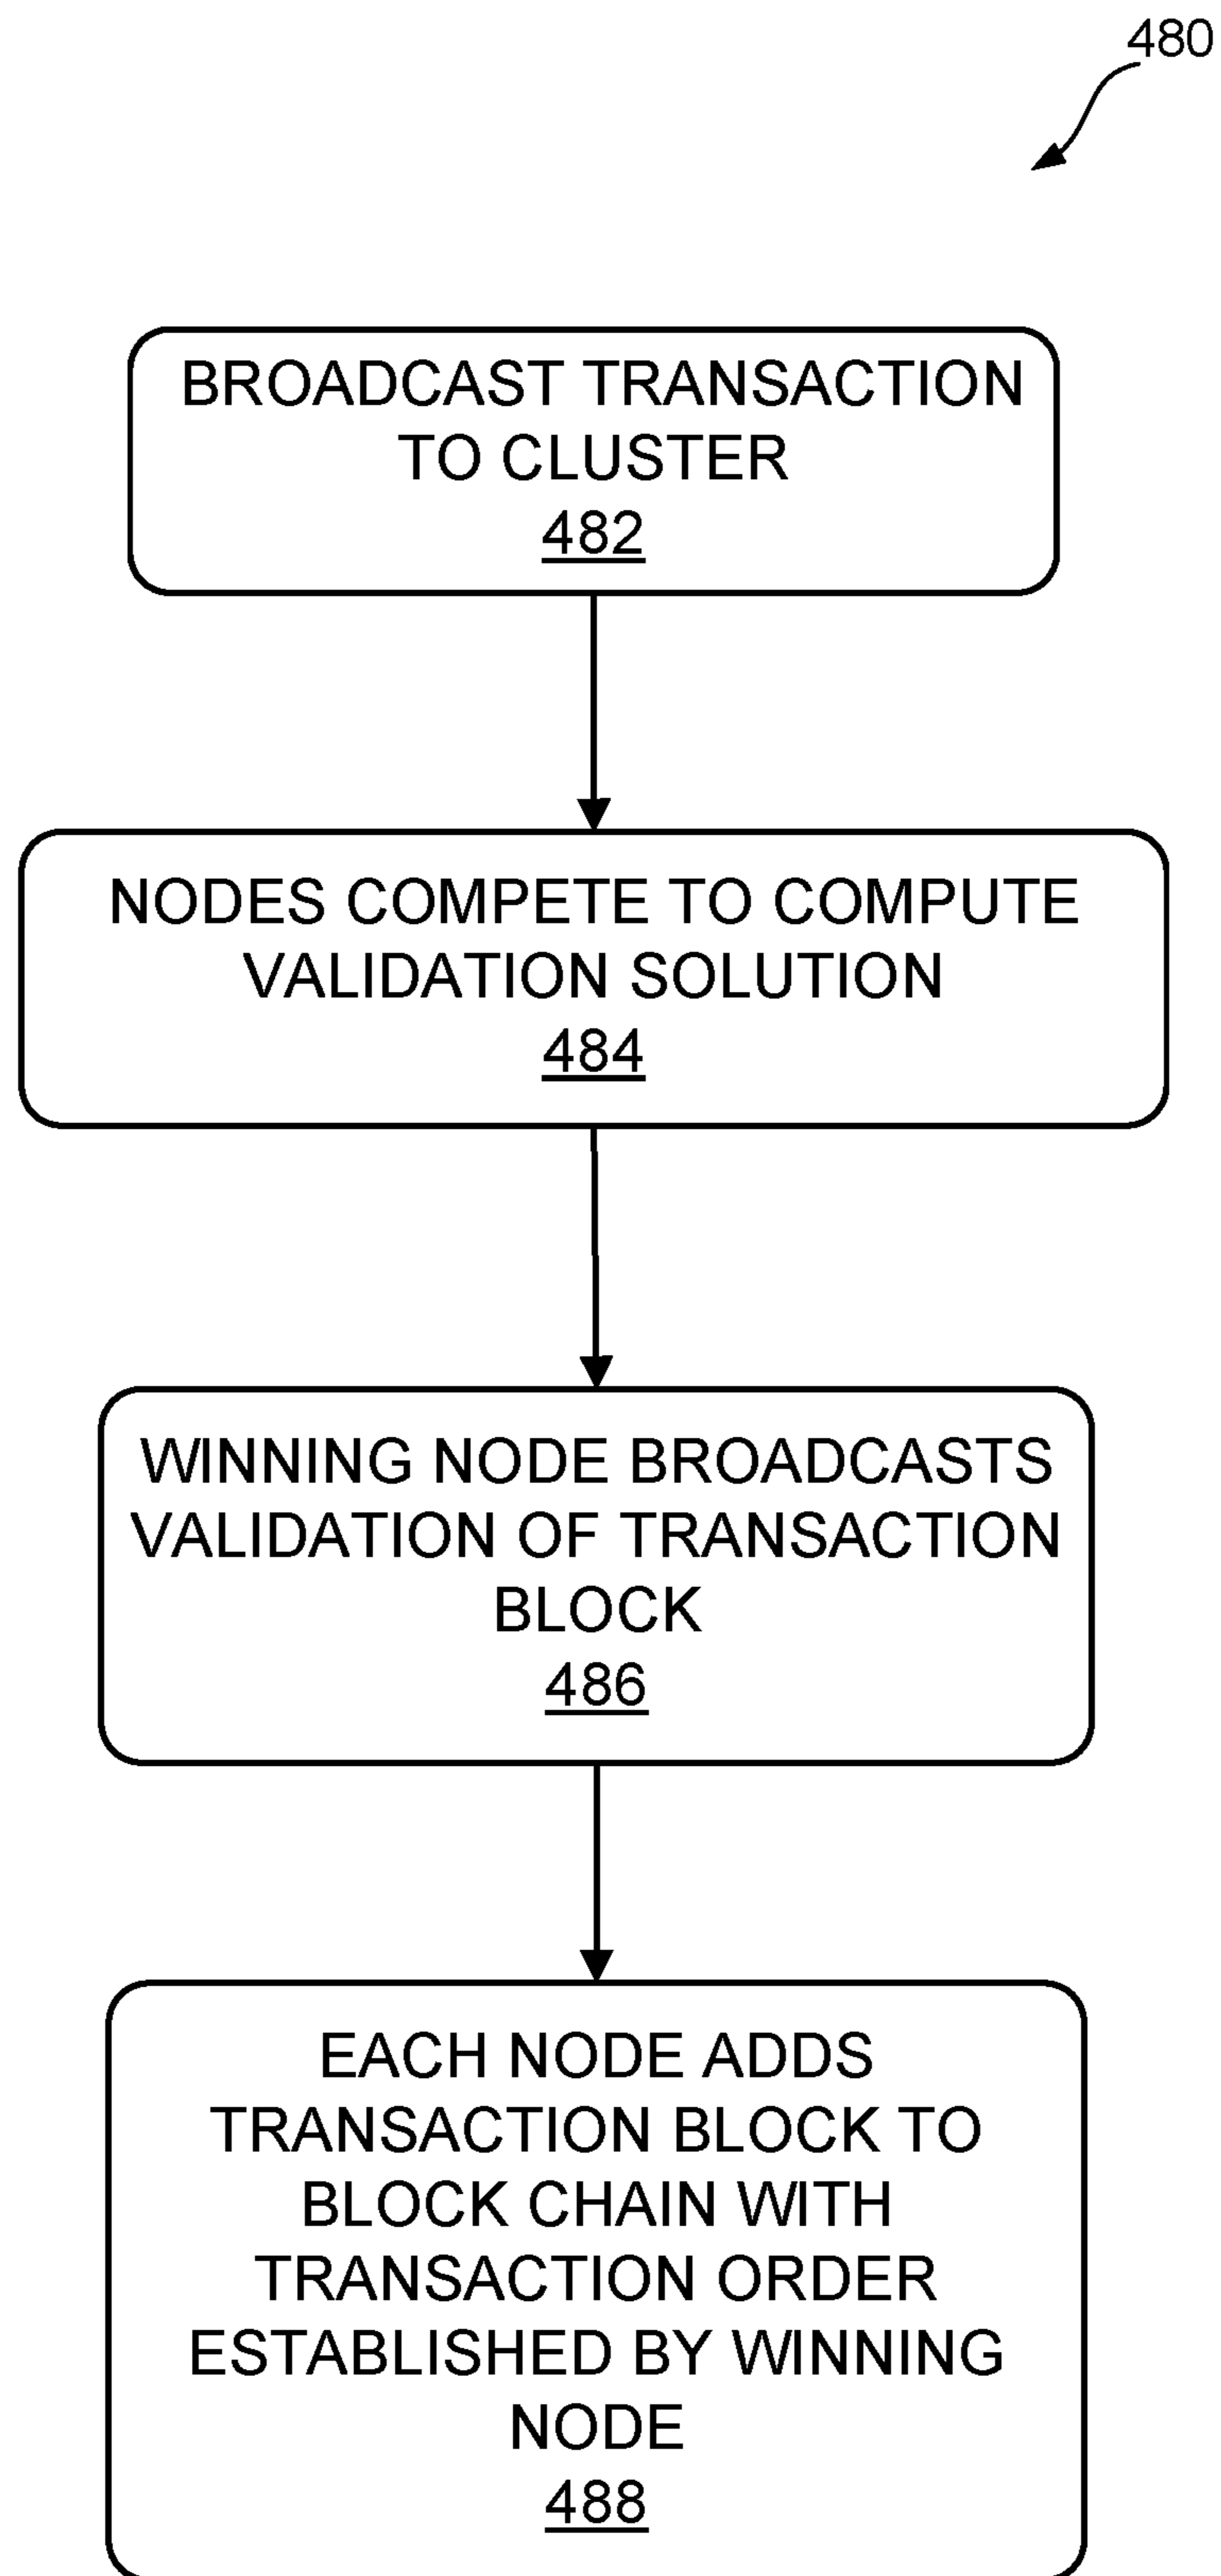 480
BROADCAST TRANSACTION
TO CLUSTER
482
NODES COMPETE TO COMPUTE
VALIDATION SOLUTION
484
WINNING NODE BROADCASTS
VALIDATION OF TRANSACTION
BLOCK
486
EACH NODE ADDS
TRANSACTION BLOCK TO
BLOCK CHAIN WITH
TRANSACTION ORDER
ESTABLISHED BY WINNING
NODE
488